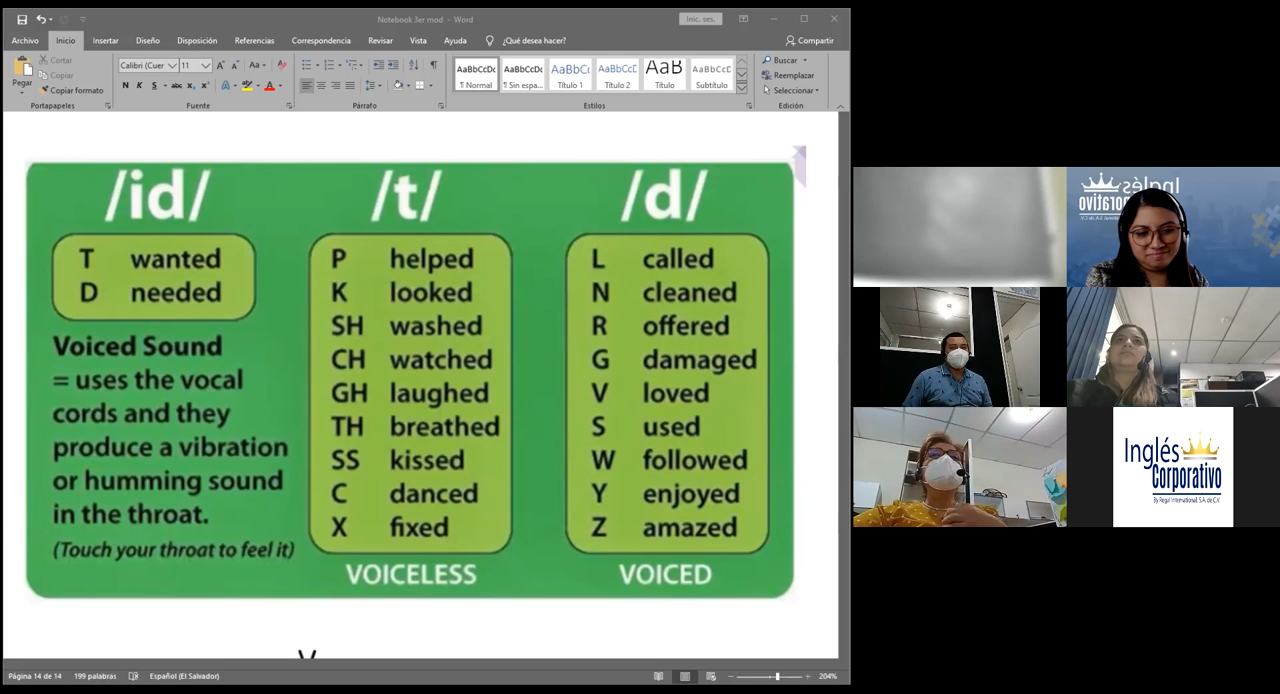 Notebook 3er mod - Word
Inic. ses.
Archivo Inicio Insertar Diseño Disposición Referencias Correspondencia Revisar Vista Ayuda ¿Qué desea hacer? Compartir
Pegar
Cortar
Copiar
Copiar formato
Portapapeles
Calibri (Cuer 11
N K S abc x₂ x²
Fuente
Párrafo
AaBbCcDc AaBbCcDc AaBbCc AaBbCcE AaB AaBbCcC
¶ Normal ¶ Sin espa... Título 1 Título 2 Título Subtítulo
Estilos
Buscar
Reemplazar
Seleccionar
Edición
/id/
T wanted
D needed
Voiced Sound
= uses the vocal
cords and they
produce a vibration
or humming sound
in the throat.
(Touch your throat to feel it)
/t/
P helped
K looked
SH washed
CH watched
GH laughed
TH breathed
SS kissed
C danced
X fixed
VOICELESS
/d/
L called
N cleaned
R offered
G damaged
V loved
S used
W followed
Y enjoyed
Z amazed
VOICED
Página 14 de 14 199 palabras Español (El Salvador) 204%
Inglés
Corporativo
By Regal International, S.A. de C.V.